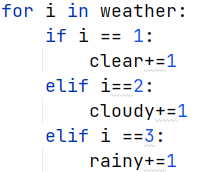 for i in weather:
    if i == 1:
        clear+=1
    elif i==2:
        cloudy+=1
    elif i ==3:
        rainy+=1